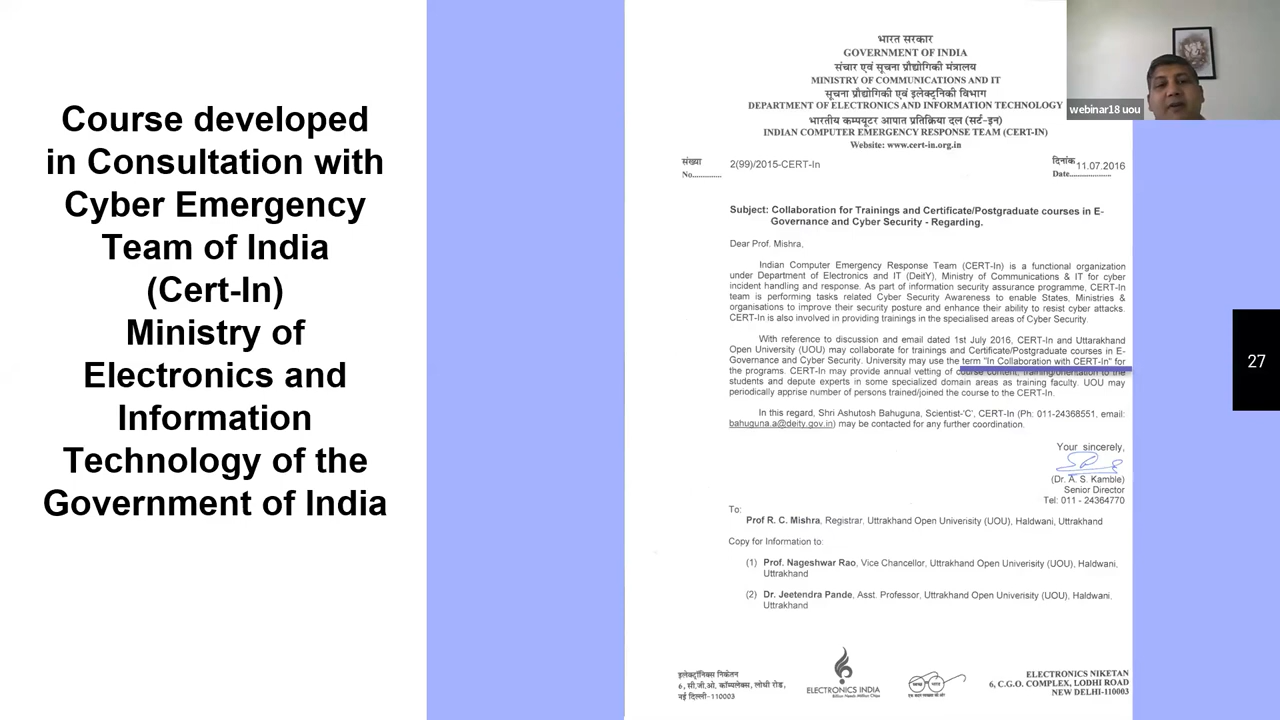 Course developed
in Consultation with
Cyber Emergency
Team of India
(Cert-In)
Ministry of
Electronics and
Information
Technology of the
Government of India
भारत सरकार
GOVERNMENT OF INDIA
संचार एवं सूचना प्रौद्योगिकी मंत्रालय
MINISTRY OF COMMUNICATIONS AND IT
सूचना प्रौद्योगिकी एवं इलेक्ट्रनिकी विभाग
DEPARTMENT OF ELECTRONICS AND INFORMATION TECHNOLOGY
भारतीय कम्प्यूटर आपात प्रतिक्रिया दल (सर्ट-इन)
INDIAN COMPUTER EMERGENCY RESPONSE TEAM (CERT-IN)
Website: www.cert-in.org.in
संख्या
No.............
2(99)/2015-CERT-In
दिनांक 11.07.2016
Date...................
Subject: Collaboration for Trainings and Certificate/Postgraduate courses in E-
Governance and Cyber Security - Regarding.
Dear Prof. Mishra,
Indian Computer Emergency Response Team (CERT-In) is a functional organization
under Department of Electronics and IT (DeitY), Ministry of Communications & IT for cyber
incident handling and response. As part of information security assurance programme, CERT-In
team is performing tasks related Cyber Security Awareness to enable States, Ministries &
organisations to improve their security posture and enhance their ability to resist cyber attacks.
CERT-In is also involved in providing trainings in the specialised areas of Cyber Security.
With reference to discussion and email dated 1st July 2016, CERT-In and Uttarakhand
Open University (UOU) may collaborate for trainings and Certificate/Postgraduate courses in E-
Governance and Cyber Security. University may use the term "In Collaboration with CERT-In" for
the programs. CERT-In may provide annual vetting of course content, training/orientation to the
students and depute experts in some specialized domain areas as training faculty. UOU may
periodically apprise number of persons trained/joined the course to the CERT-In.
In this regard, Shri Ashutosh Bahuguna, Scientist-'C', CERT-In (Ph: 011-24368551, email:
bahuguna.a@deity.gov.in) may be contacted for any further coordination.
Your sincerely,
(Dr. A. S. Kamble)
Senior Director
Tel: 011 - 24364770
To:
Prof R. C. Mishra, Registrar, Uttrakhand Open Univerisity (UOU), Haldwani, Uttrakhand
Copy for Information to:
(1) Prof. Nageshwar Rao, Vice Chancellor, Uttrakhand Open Univerisity (UOU), Haldwani,
Uttrakhand
(2) Dr. Jeetendra Pande, Asst. Professor, Uttrakhand Open Univerisity (UOU), Haldwani,
Uttrakhand
इलेक्ट्रॉनिक्स निकेतन
6, सी.जी.ओ. कॉम्पलेक्स, लोधी रोड,
नई दिल्ली-110003
ELECTRONICS INDIA
Billion Needs Million Chips
ELECTRONICS NIKETAN
6, C.G.O. COMPLEX, LODHI ROAD
NEW DELHI-110003
webinar18 uou
27